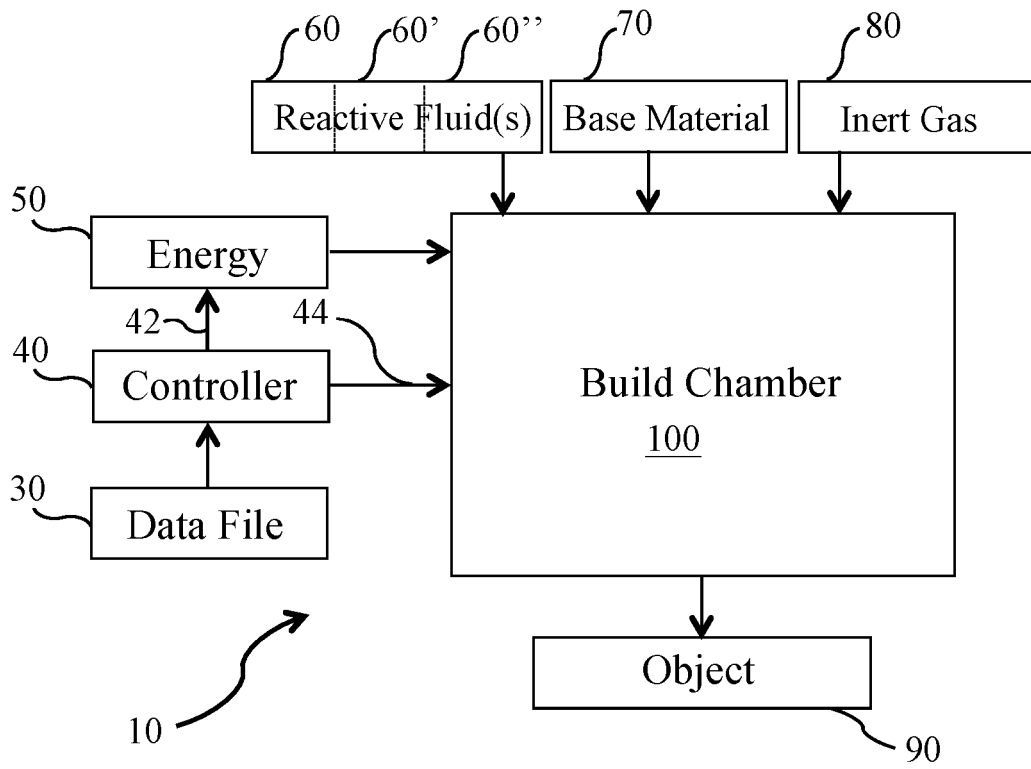 60 60’ 60’’ 70 80
Reactive Fluid(s) Base Material Inert Gas
50
Energy
42 44
40
Controller
Build Chamber
100
30
Data File
Object
10
90